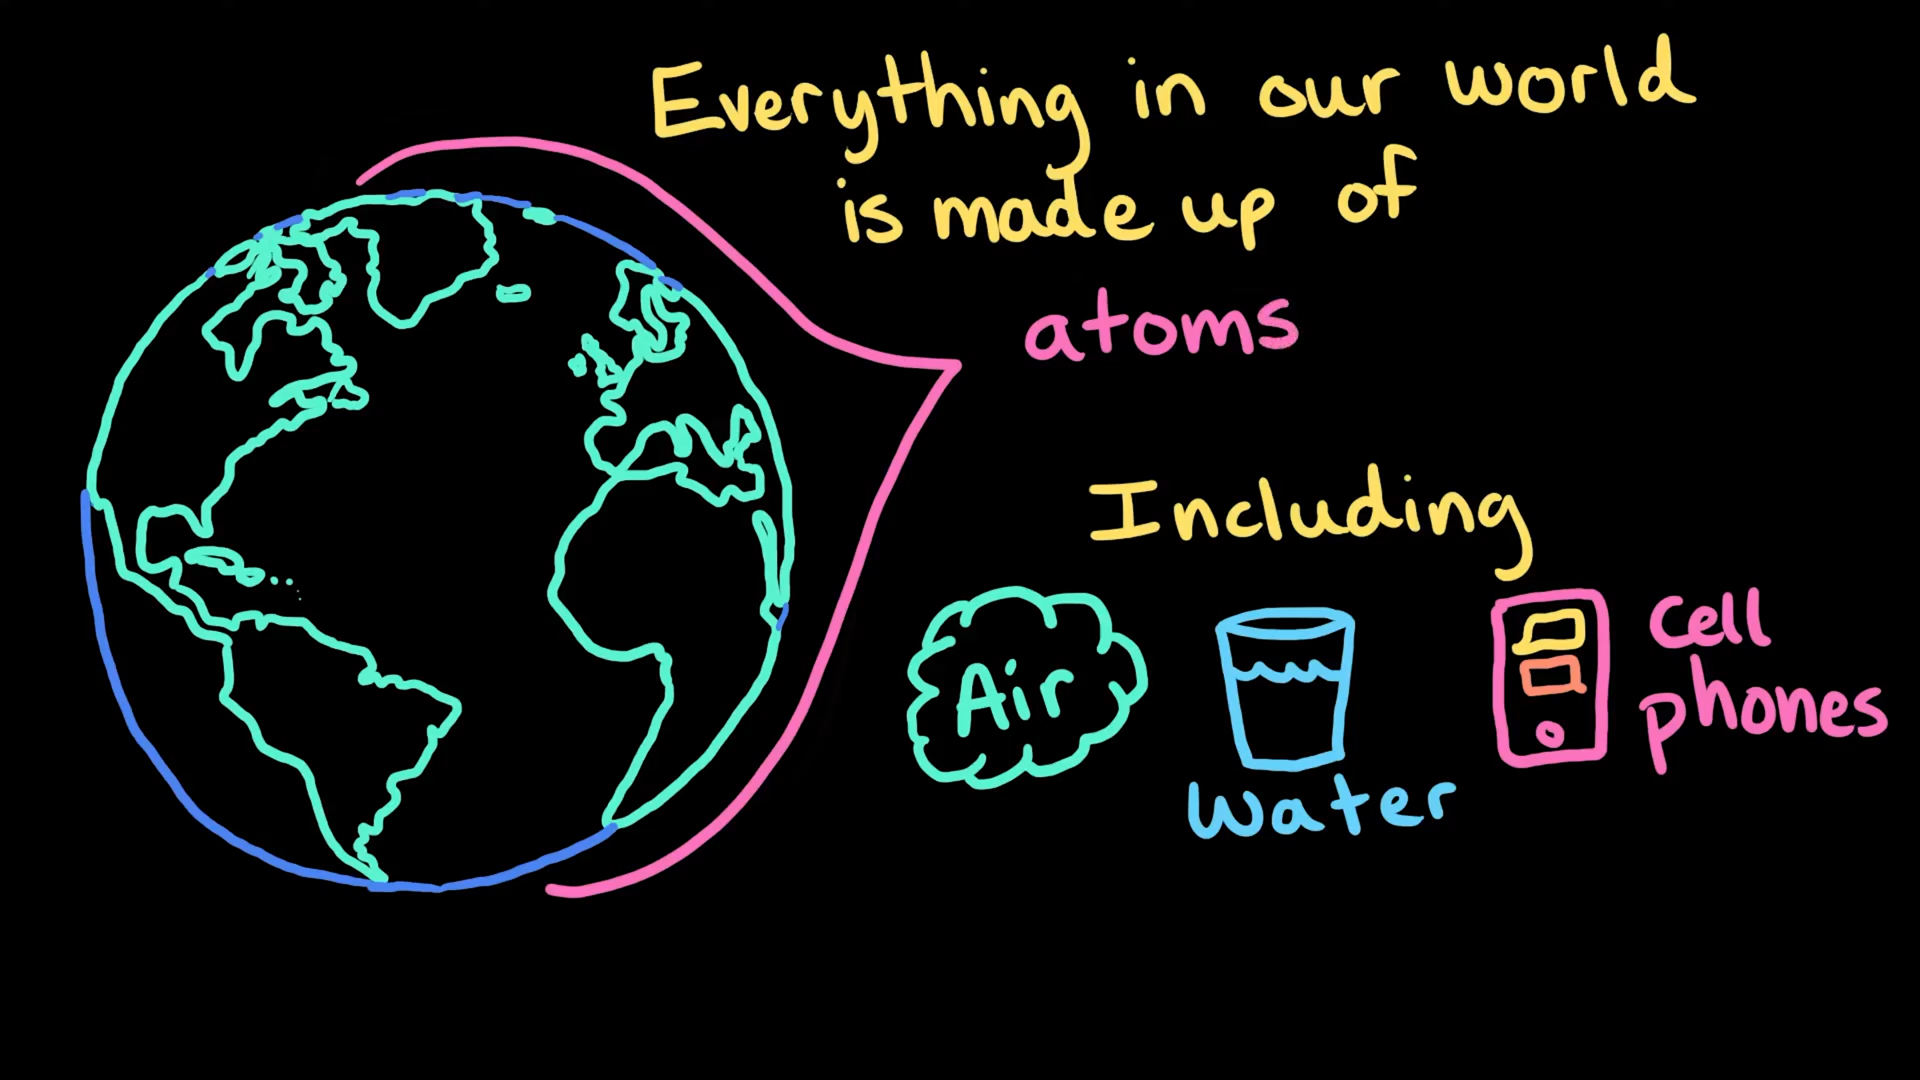 Everything in our world
is made up of
atoms
Including
Air
Water
cell
phones